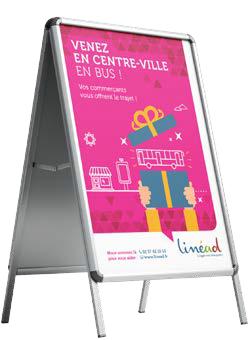 VENEZ
EN CENTRE-VILLE
EN BUS !
Vos commerçants
vous offrent le trajet !
linéad